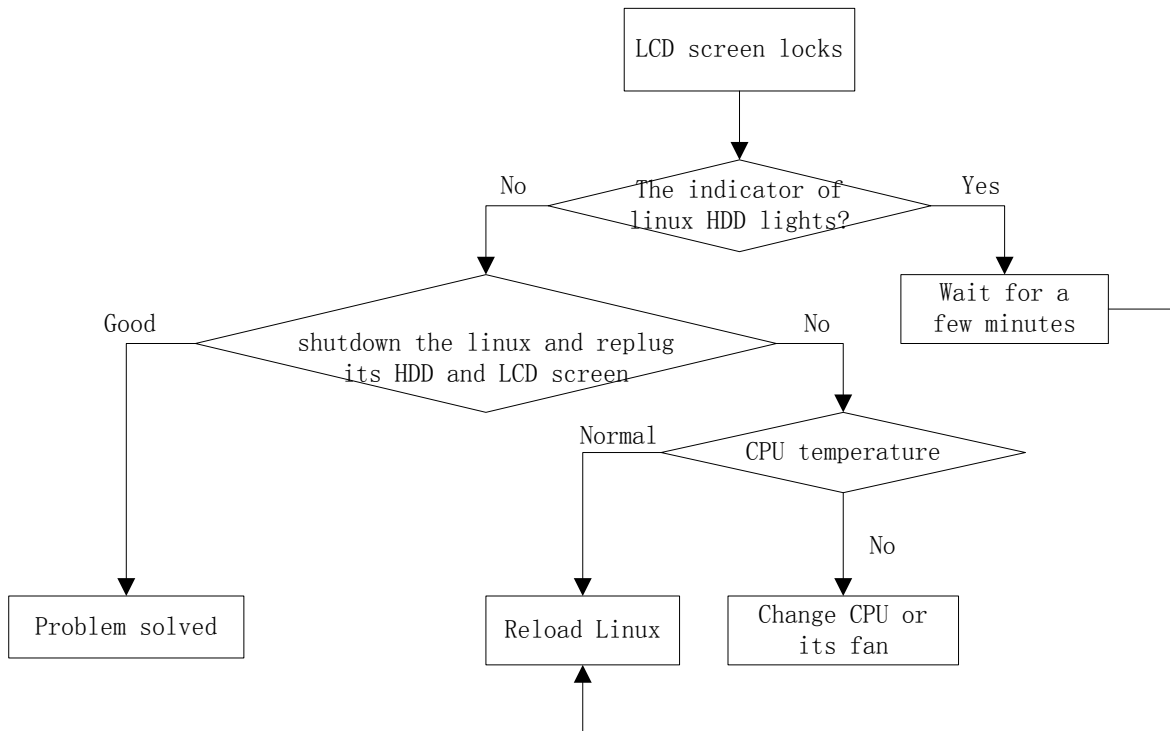 LCD screen locks
No
The indicator of
linux HDD lights?
Yes
Wait for a
few minutes
Good
shutdown the linux and replug
its HDD and LCD screen
No
Normal
CPU temperature
No
Problem solved
Reload Linux
Change CPU or
its fan